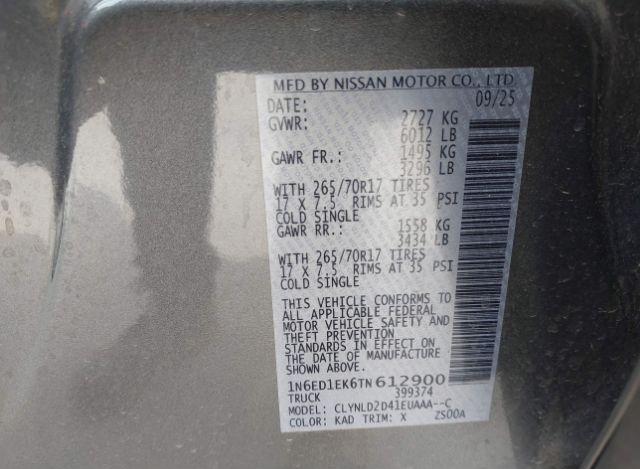 MFD BY NISSAN MOTOR CO., LTD.
DATE: 09/25
GVWR: 2727 KG
6012 LB
GAWR FR.: 1495 KG
3296 LB
WITH 265/70R17 TIRES
17 X 7.5 RIMS AT 35 PSI
COLD SINGLE
GAWR RR.: 1558 KG
3434 LB
WITH 265/70R17 TIRES
17 X 7.5 RIMS AT 35 PSI
COLD SINGLE
THIS VEHICLE CONFORMS TO
ALL APPLICABLE FEDERAL
MOTOR VEHICLE SAFETY AND
THEFT PREVENTION
STANDARDS IN EFFECT ON
THE DATE OF MANUFACTURE
SHOWN ABOVE.
1N6ED1EK6TN612900
TRUCK 399374
MODEL: CLYNLD2D41EUAAA--C
COLOR: KAD TRIM: X ZS00A